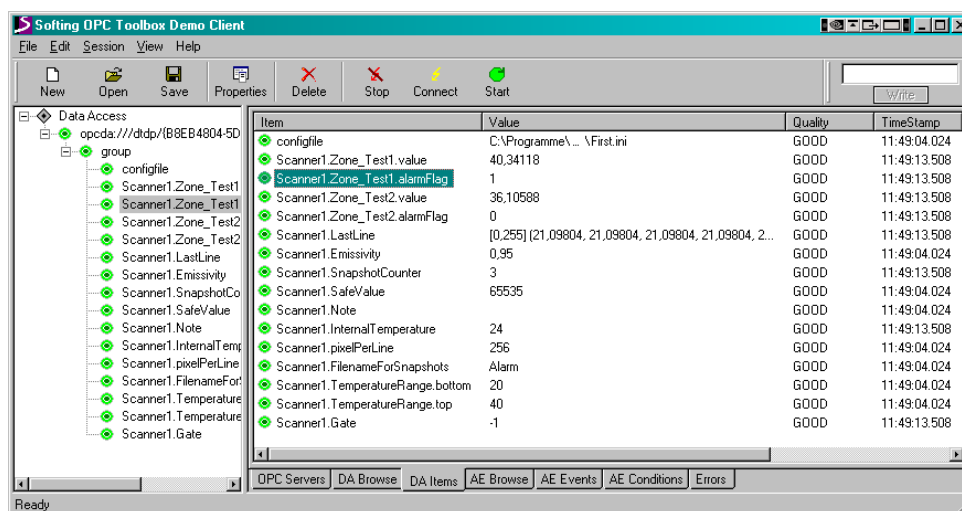 Softing OPC Toolbox Demo Client
File Edit Session View Help
New Open Save Properties Delete Stop Connect Start Write
Data Access
opcda:///dtdp/{B8EB4804-5D
group
configfile
Scanner1.Zone_Test1
Scanner1.Zone_Test1
Scanner1.Zone_Test2
Scanner1.Zone_Test2
Scanner1.LastLine
Scanner1.Emissivity
Scanner1.SnapshotCo
Scanner1.SafeValue
Scanner1.Note
Scanner1.InternalTemp
Scanner1.pixelPerLine
Scanner1.FilenameFor
Scanner1.Temperature
Scanner1.Temperature
Scanner1.Gate
Item Value Quality TimeStamp
configfile C:\Programme\... \First.ini GOOD 11:49:04.024
Scanner1.Zone_Test1.value 40,34118 GOOD 11:49:13.508
Scanner1.Zone_Test1.alarmFlag 1 GOOD 11:49:13.508
Scanner1.Zone_Test2.value 36,10588 GOOD 11:49:13.508
Scanner1.Zone_Test2.alarmFlag 0 GOOD 11:49:13.508
Scanner1.LastLine [0,255] (21,09804, 21,09804, 21,09804, 21,09804, 2... GOOD 11:49:13.508
Scanner1.Emissivity 0,95 GOOD 11:49:04.024
Scanner1.SnapshotCounter 3 GOOD 11:49:13.508
Scanner1.SafeValue 65535 GOOD 11:49:04.024
Scanner1.Note GOOD 11:49:04.024
Scanner1.InternalTemperature 24 GOOD 11:49:13.508
Scanner1.pixelPerLine 256 GOOD 11:49:04.024
Scanner1.FilenameForSnapshots Alarm GOOD 11:49:04.024
Scanner1.TemperatureRange.bottom 20 GOOD 11:49:04.024
Scanner1.TemperatureRange.top 40 GOOD 11:49:04.024
Scanner1.Gate -1 GOOD 11:49:13.508
OPC Servers DA Browse DA Items AE Browse AE Events AE Conditions Errors
Ready